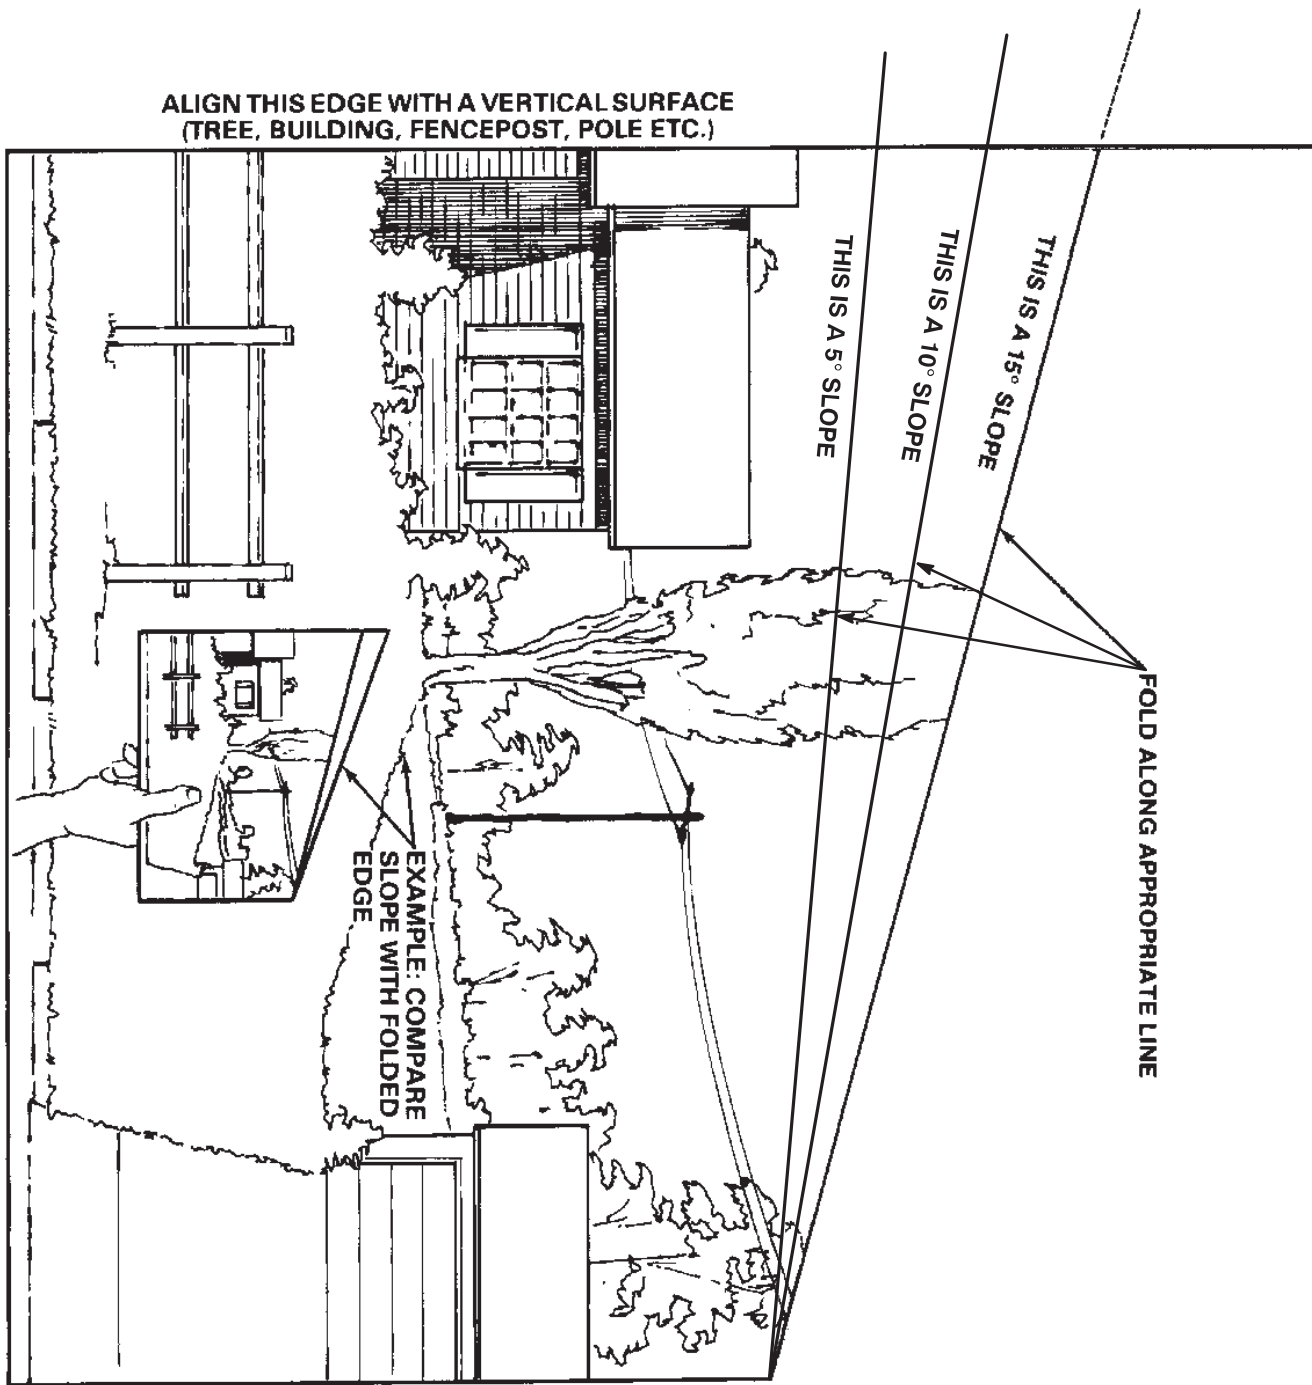 ALIGN THIS EDGE WITH A VERTICAL SURFACE
(TREE, BUILDING, FENCEPOST, POLE ETC.)
THIS IS A 15° SLOPE
THIS IS A 10° SLOPE
THIS IS A 5° SLOPE
FOLD ALONG APPROPRIATE LINE
EXAMPLE: COMPARE
SLOPE WITH FOLDED
EDGE